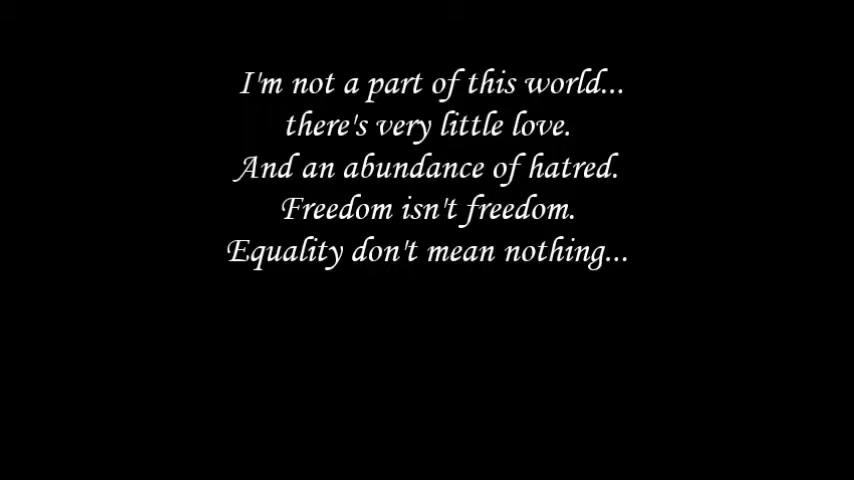 I'm not a part of this world...
there's very little love.
And an abundance of hatred.
Freedom isn't freedom.
Equality don't mean nothing...